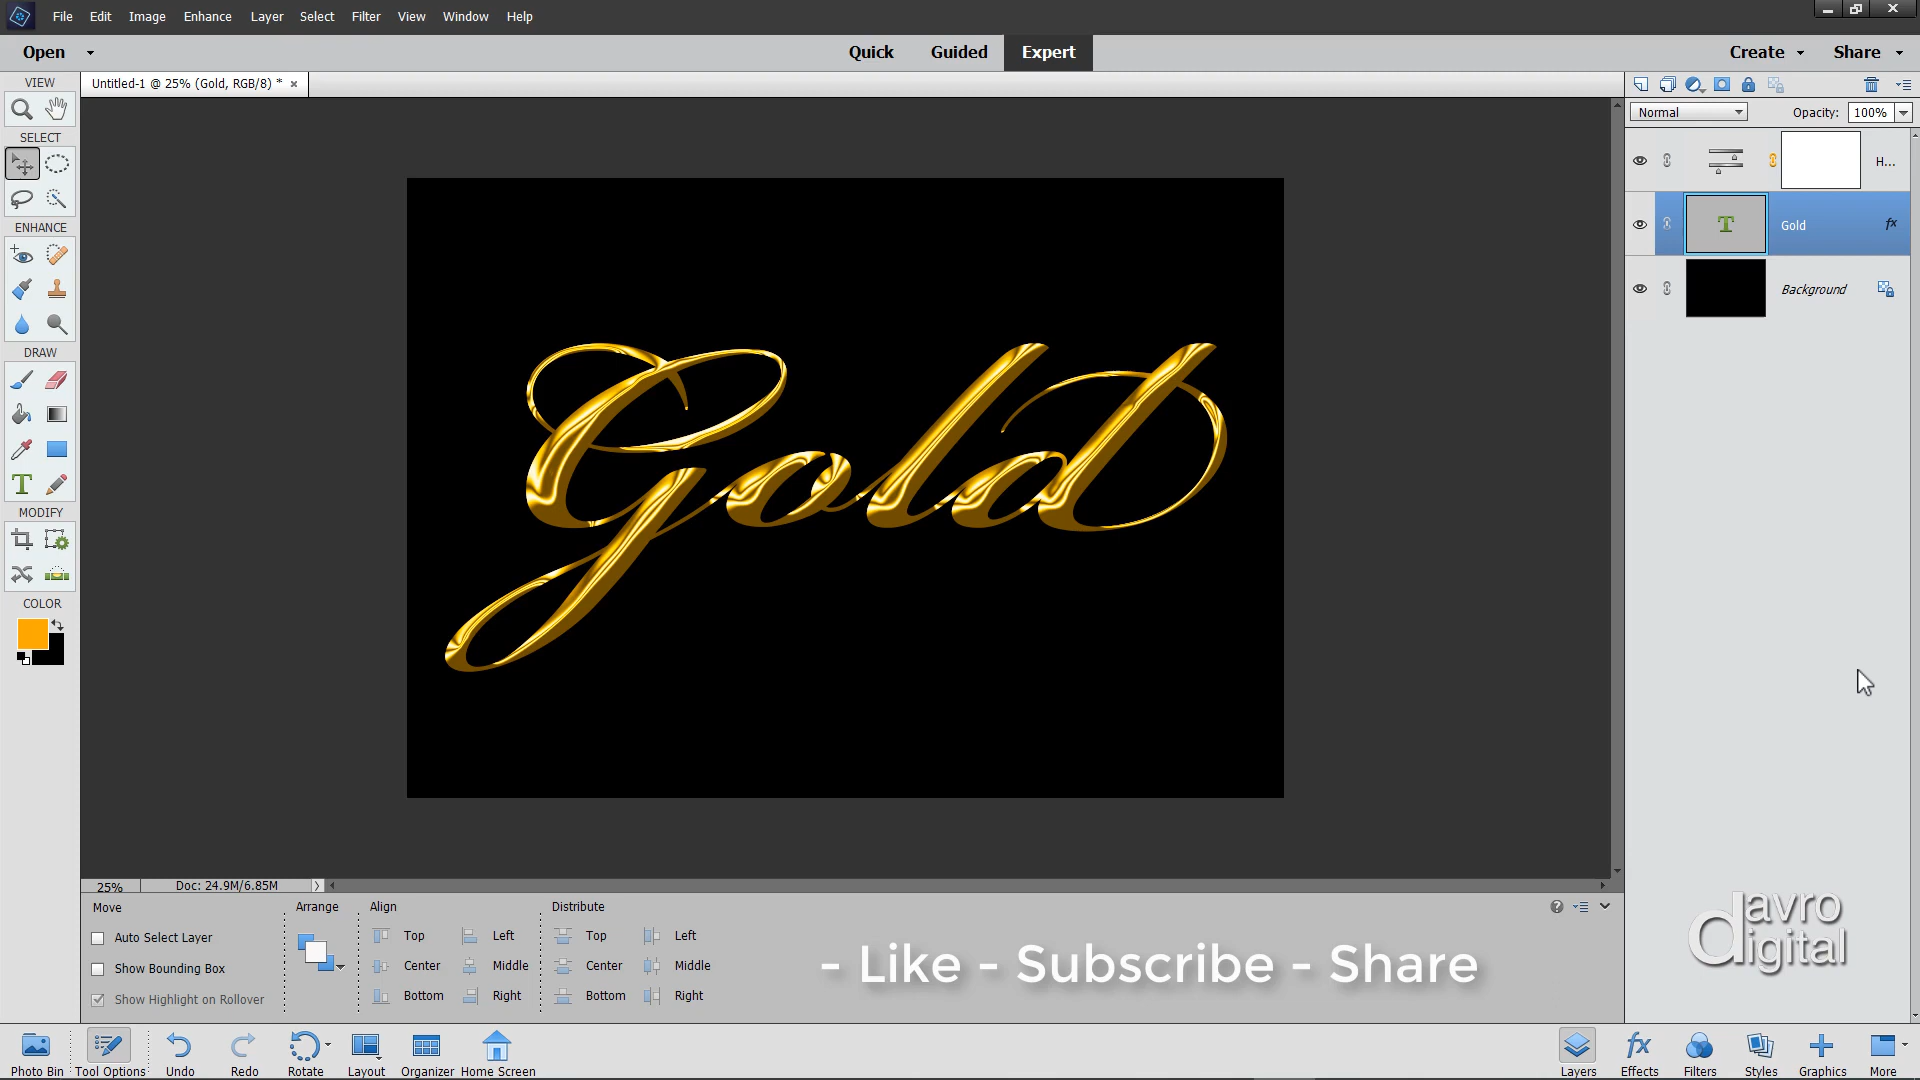 File Edit Image Enhance Layer Select Filter View Window Help
Open Quick Guided Expert Create Share
VIEW
Untitled-1 @ 25% (Gold, RGB/8) * ×
Normal Opacity: 100%
SELECT
H...
ENHANCE
T Gold fx
Background
DRAW
Gold
T
MODIFY
COLOR
25% Doc: 24.9M/6.85M
Move Arrange Align Distribute
Auto Select Layer Top Left Top Left
Show Bounding Box Center Middle Center Middle
Show Highlight on Rollover Bottom Right Bottom Right
- Like - Subscribe - Share
davro
digital
Photo Bin Tool Options Undo Redo Rotate Layout Organizer Home Screen Layers fx Effects Filters Styles Graphics More